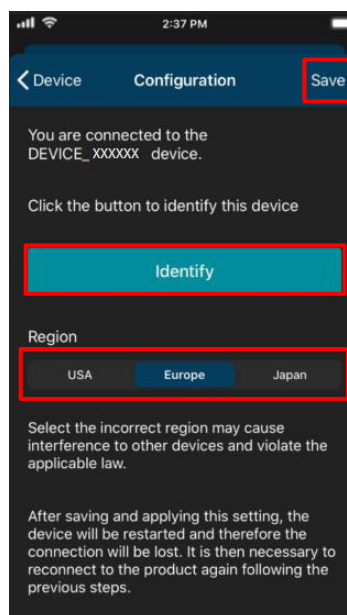 2:37 PM
Device Configuration Save
You are connected to the
DEVICE_XXXXXX device.
Click the button to identify this device
Identify
Region
USA Europe Japan
Select the incorrect region may cause
interference to other devices and violate the
applicable law.
After saving and applying this setting, the
device will be restarted and therefore the
connection will be lost. It is then necessary to
reconnect to the product again following the
previous steps.